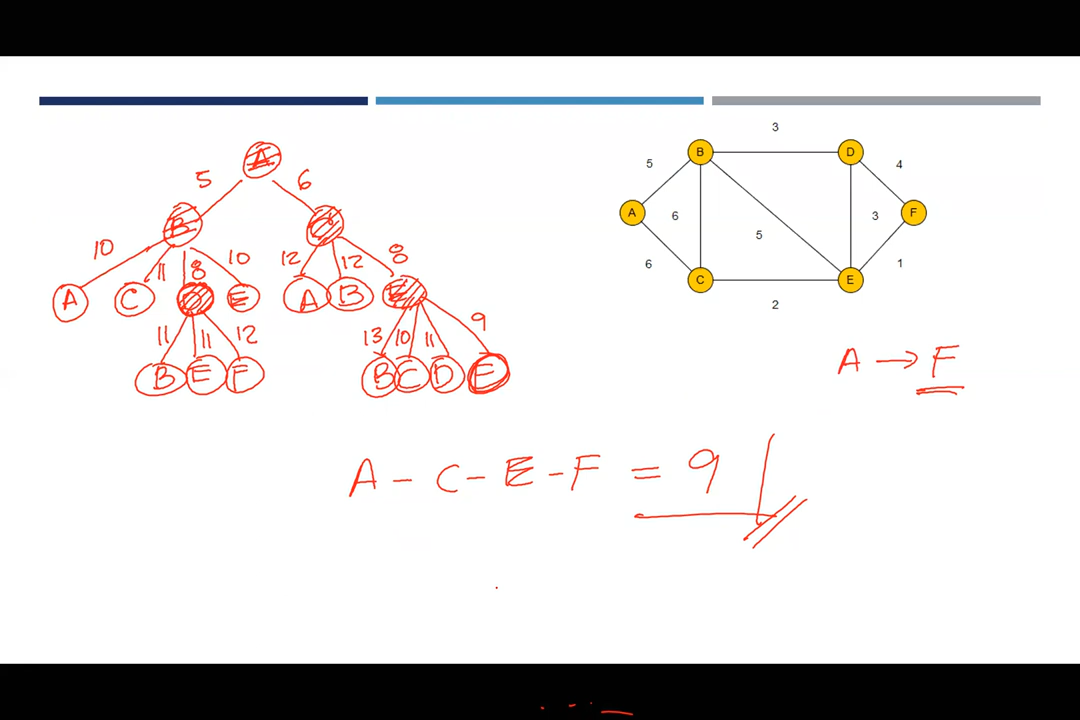 A
5 6
B C
10 11 8 10 12 12 8
A C D E A B E
11 11 12 13 10 11 9
B E F B C D F
3
B D
5 4
A 6 5 3 F
6 1
C E
2
A → F
A - C - E - F = 9